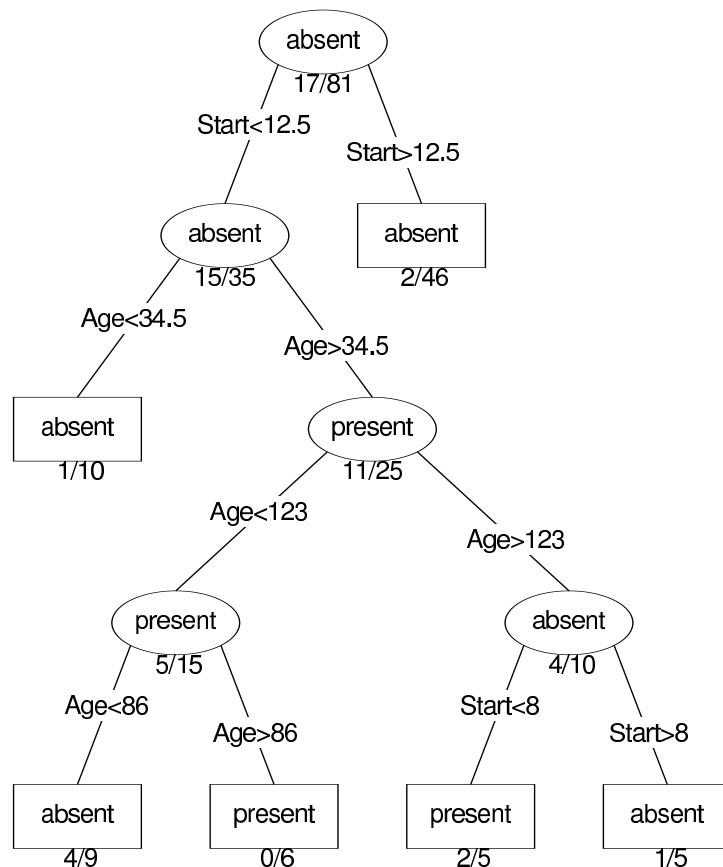 absent
17/81
Start<12.5
Start>12.5
absent
15/35
absent
2/46
Age<34.5
Age>34.5
absent
1/10
present
11/25
Age<123
Age>123
present
5/15
absent
4/10
Age<86
Age>86
Start<8
Start>8
absent
4/9
present
0/6
present
2/5
absent
1/5